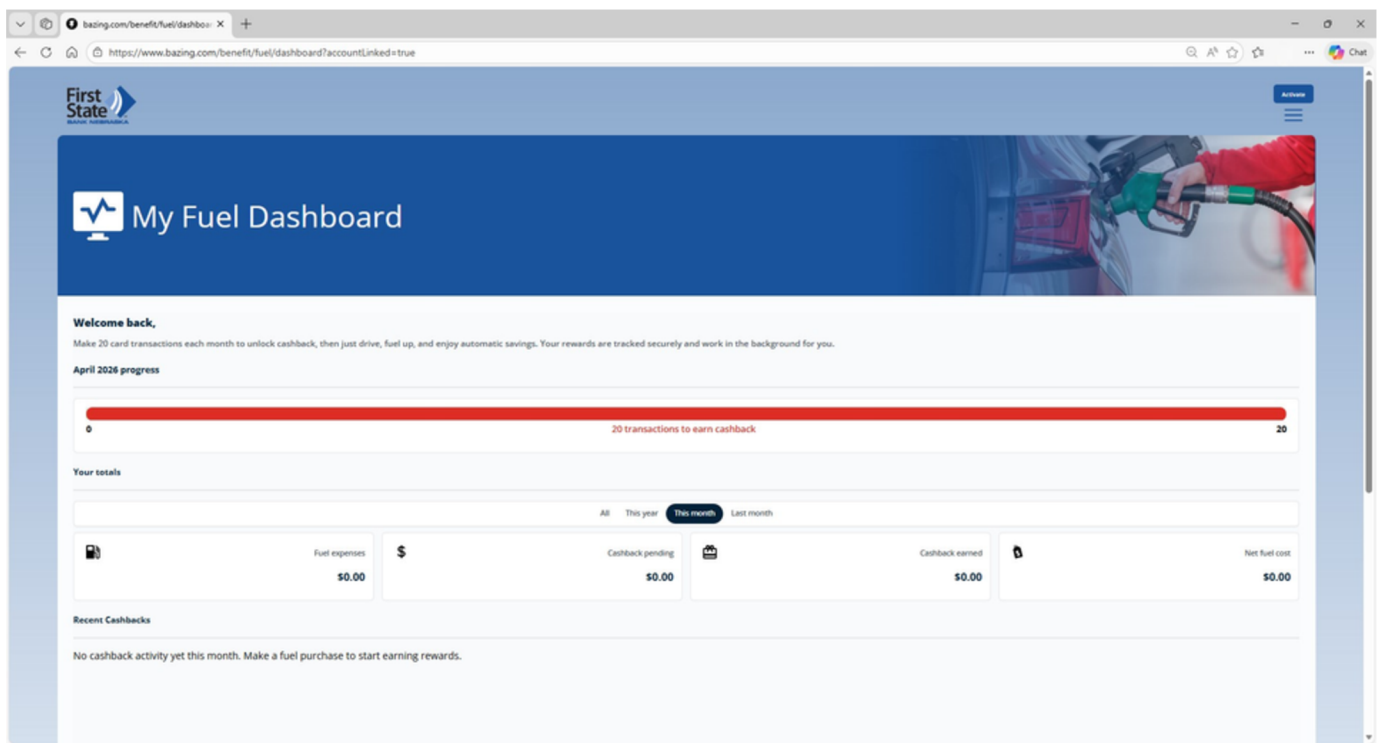 bazing.com/benefit/fuel/dashboar
https://www.bazing.com/benefit/fuel/dashboard?accountLinked=true
Chat
First
State
BANK NEBRASKA
Activate
My Fuel Dashboard
Welcome back,
Make 20 card transactions each month to unlock cashback, then just drive, fuel up, and enjoy automatic savings. Your rewards are tracked securely and work in the background for you.
April 2026 progress
0 20 transactions to earn cashback 20
Your totals
All This year This month Last month
Fuel expenses $ Cashback pending Cashback earned Net fuel cost
$0.00 $0.00 $0.00 $0.00
Recent Cashbacks
No cashback activity yet this month. Make a fuel purchase to start earning rewards.